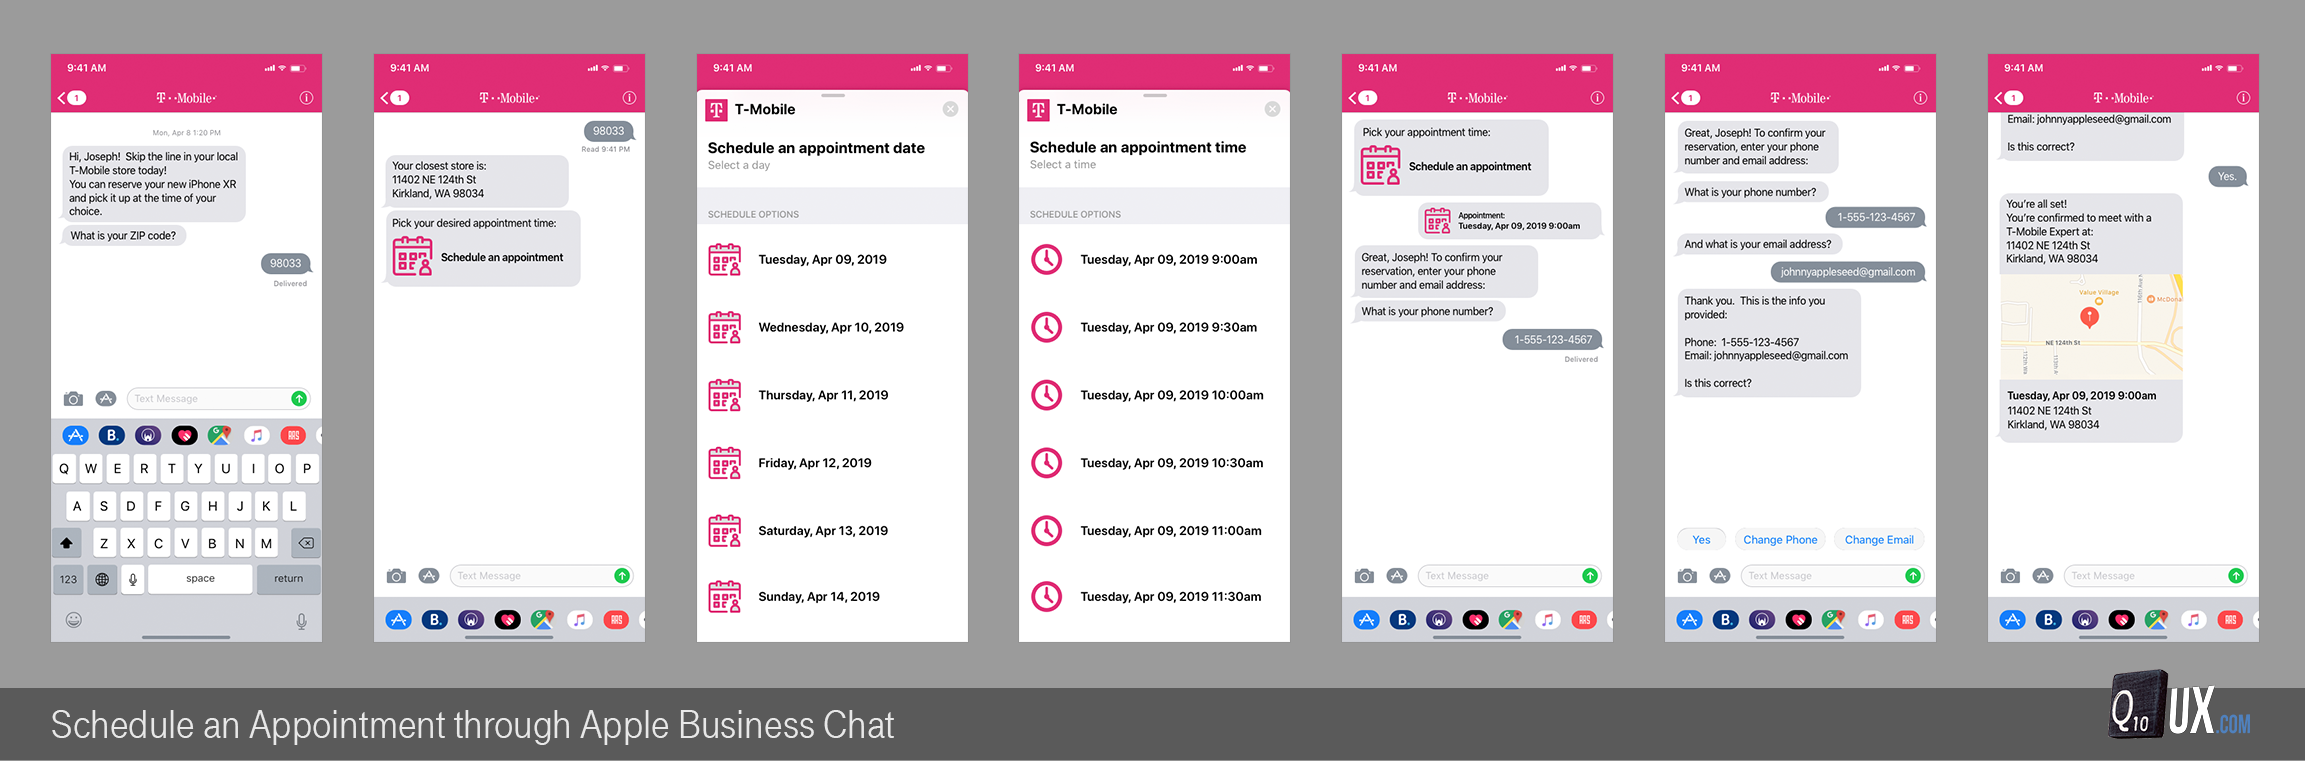 9:41 AM
1
T··Mobile·
Mon, Apr 8 1:20 PM
Hi, Joseph!  Skip the line in your local
T-Mobile store today!
You can reserve your new iPhone XR
and pick it up at the time of your
choice.
What is your ZIP code?
98033
Delivered
Text Message
B.
RRS
Q W E R T Y U I O P
A S D F G H J K L
Z X C V B N M
123
space
return
9:41 AM
1
T··Mobile·
98033
Read 9:41 PM
Your closest store is:
11402 NE 124th St
Kirkland, WA 98034
Pick your desired appointment time:
Schedule an appointment
Text Message
B.
RRS
9:41 AM
T
T-Mobile
Schedule an appointment date
Select a day
SCHEDULE OPTIONS
Tuesday, Apr 09, 2019
Wednesday, Apr 10, 2019
Thursday, Apr 11, 2019
Friday, Apr 12, 2019
Saturday, Apr 13, 2019
Sunday, Apr 14, 2019
9:41 AM
T
T-Mobile
Schedule an appointment time
Select a time
SCHEDULE OPTIONS
Tuesday, Apr 09, 2019 9:00am
Tuesday, Apr 09, 2019 9:30am
Tuesday, Apr 09, 2019 10:00am
Tuesday, Apr 09, 2019 10:30am
Tuesday, Apr 09, 2019 11:00am
Tuesday, Apr 09, 2019 11:30am
9:41 AM
1
T··Mobile·
Pick your appointment time:
Schedule an appointment
Appointment:
Tuesday, Apr 09, 2019 9:00am
Great, Joseph! To confirm your
reservation, enter your phone
number and email address:
What is your phone number?
1-555-123-4567
Delivered
Text Message
B.
RRS
9:41 AM
1
T··Mobile·
Great, Joseph! To confirm your
reservation, enter your phone
number and email address:
What is your phone number?
1-555-123-4567
And what is your email address?
johnnyappleseed@gmail.com
Thank you.  This is the info you
provided:
Phone:  1-555-123-4567
Email: johnnyappleseed@gmail.com
Is this correct?
Yes
Change Phone
Change Email
Text Message
B.
RRS
9:41 AM
1
T··Mobile·
Email: johnnyappleseed@gmail.com
Is this correct?
Yes.
You're all set!
You're confirmed to meet with a
T-Mobile Expert at:
11402 NE 124th St
Kirkland, WA 98034
Value Village
McDona
NE 124th St
Tuesday, Apr 09, 2019 9:00am
11402 NE 124th St
Kirkland, WA 98034
Text Message
B.
RRS
Schedule an Appointment through Apple Business Chat
Q10 UX.COM